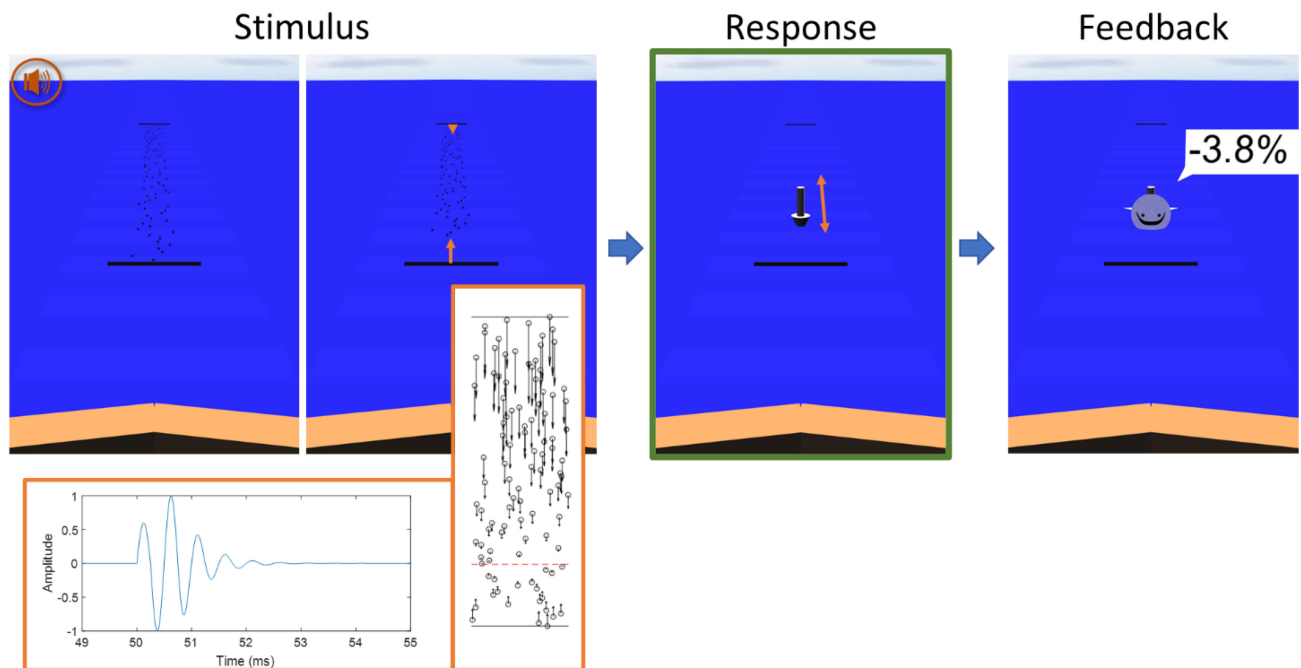 Stimulus
Response
Feedback
-3.8%
1
0.5
0
-0.5
-1
Amplitude
49 50 51 52 53 54 55
Time (ms)